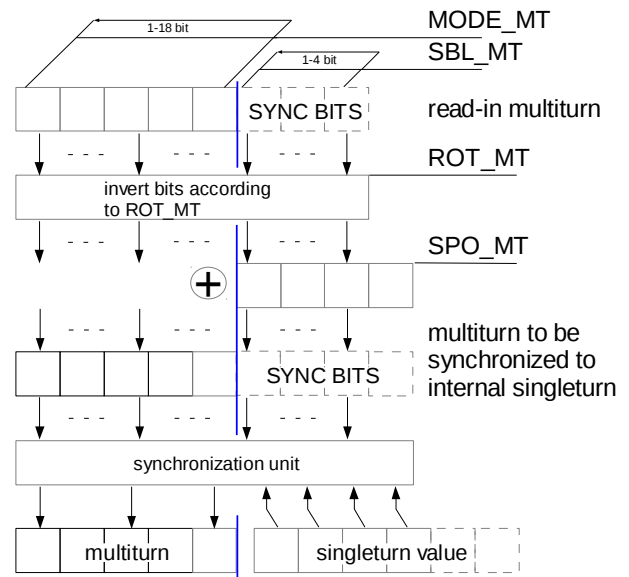 1-18 bit
MODE_MT
SBL_MT
1-4 bit
SYNC BITS
read-in multiturn
ROT_MT
invert bits according
to ROT_MT
SPO_MT
+
multiturn to be
synchronized to
internal singleturn
SYNC BITS
synchronization unit
multiturn
singleturn value